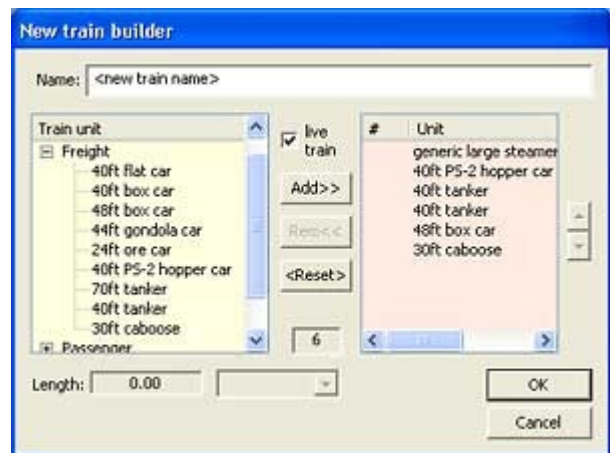 New train builder
Name: <new train name>
Train unit
Freight
40ft flat car
40ft box car
48ft box car
44ft gondola car
24ft ore car
40ft PS-2 hopper car
70ft tanker
40ft tanker
30ft caboose
Passenger
live
train
Add>>
Rem<<
<Reset>
6
# Unit
generic large steamer
40ft PS-2 hopper car
40ft tanker
40ft tanker
48ft box car
30ft caboose
Length: 0.00
OK
Cancel